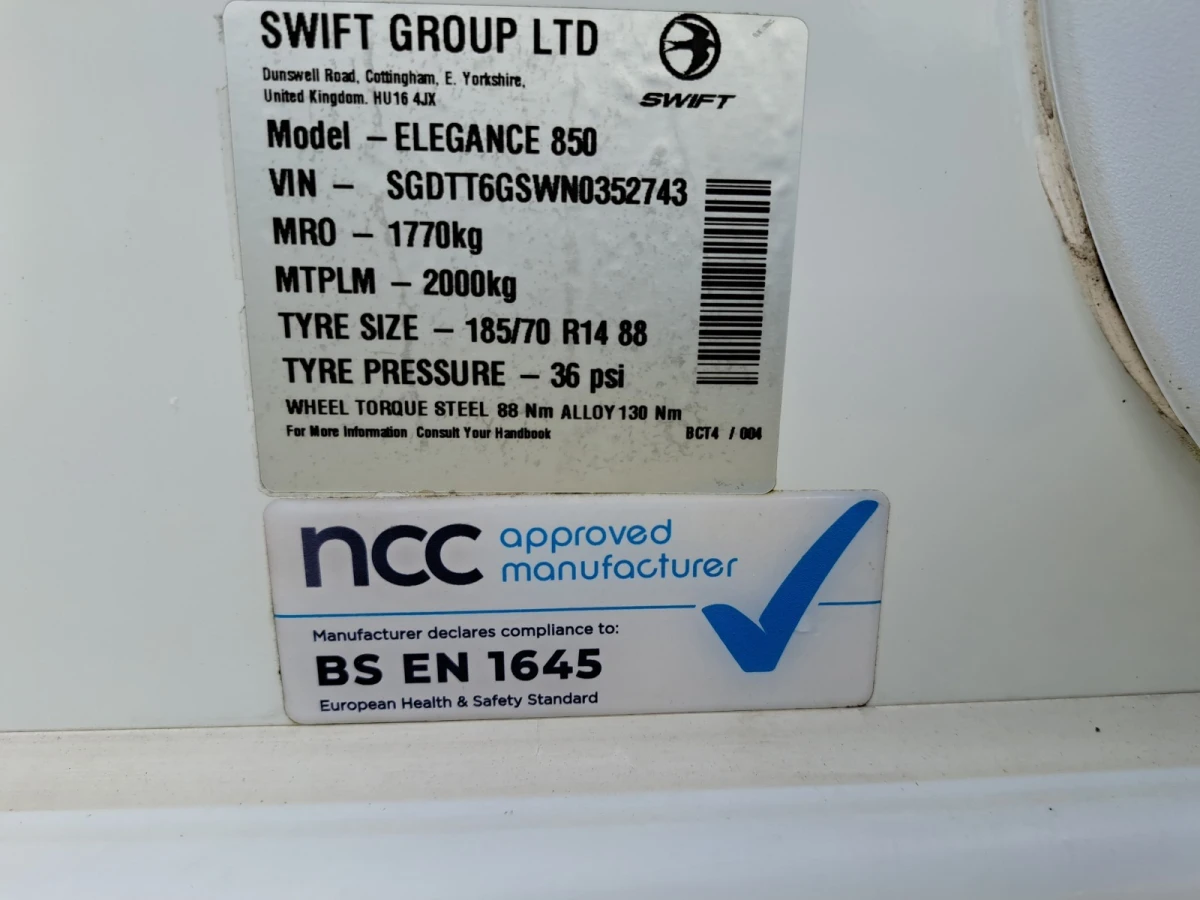 SWIFT GROUP LTD
Dunswell Road, Cottingham, E. Yorkshire,
United Kingdom. HU16 4JX
SWIFT
Model – ELEGANCE 850
VIN – SGDTT6GSWN0352743
MRO – 1770kg
MTPLM – 2000kg
TYRE SIZE – 185/70 R14 88
TYRE PRESSURE – 36 psi
WHEEL TORQUE STEEL 88 Nm ALLOY 130 Nm
For More Information Consult Your Handbook BCT4 / 004
ncc approved
manufacturer
Manufacturer declares compliance to:
BS EN 1645
European Health & Safety Standard